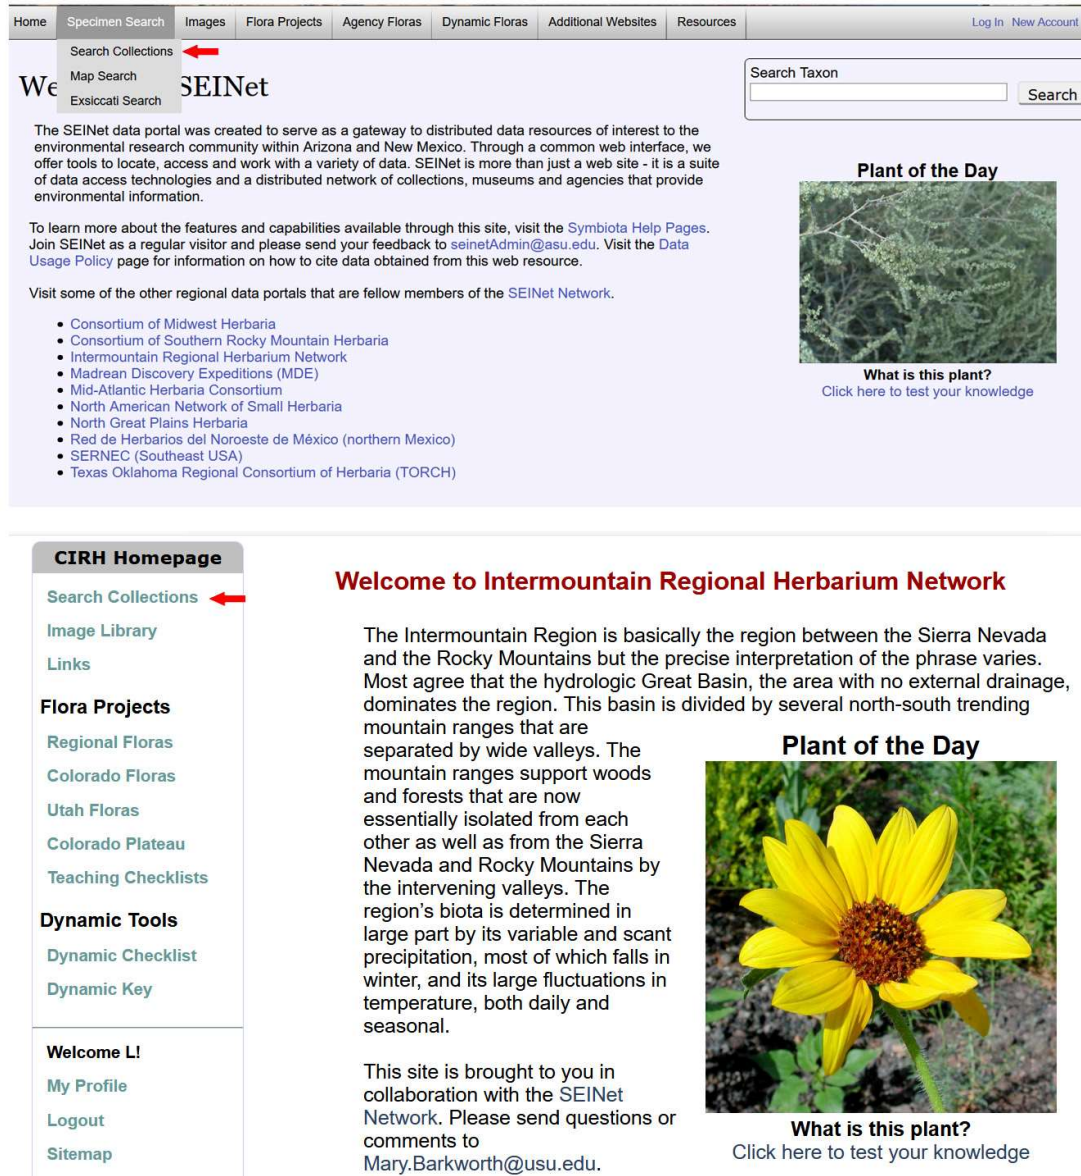 Home Specimen Search Images Flora Projects Agency Floras Dynamic Floras Additional Websites Resources Log In New Account
Search Collections
Map Search
Exsiccati Search
We SEINet
Search Taxon
Search
The SEINet data portal was created to serve as a gateway to distributed data resources of interest to the
environmental research community within Arizona and New Mexico. Through a common web interface, we
offer tools to locate, access and work with a variety of data. SEINet is more than just a web site - it is a suite
of data access technologies and a distributed network of collections, museums and agencies that provide
environmental information.
To learn more about the features and capabilities available through this site, visit the Symbiota Help Pages.
Join SEINet as a regular visitor and please send your feedback to seinetAdmin@asu.edu. Visit the Data
Usage Policy page for information on how to cite data obtained from this web resource.
Visit some of the other regional data portals that are fellow members of the SEINet Network.
• Consortium of Midwest Herbaria
• Consortium of Southern Rocky Mountain Herbaria
• Intermountain Regional Herbarium Network
• Madrean Discovery Expeditions (MDE)
• Mid-Atlantic Herbaria Consortium
• North American Network of Small Herbaria
• North Great Plains Herbaria
• Red de Herbarios del Noroeste de México (northern Mexico)
• SERNEC (Southeast USA)
• Texas Oklahoma Regional Consortium of Herbaria (TORCH)
Plant of the Day
What is this plant?
Click here to test your knowledge
CIRH Homepage
Search Collections
Image Library
Links
Flora Projects
Regional Floras
Colorado Floras
Utah Floras
Colorado Plateau
Teaching Checklists
Dynamic Tools
Dynamic Checklist
Dynamic Key
Welcome L!
My Profile
Logout
Sitemap
Welcome to Intermountain Regional Herbarium Network
The Intermountain Region is basically the region between the Sierra Nevada
and the Rocky Mountains but the precise interpretation of the phrase varies.
Most agree that the hydrologic Great Basin, the area with no external drainage,
dominates the region. This basin is divided by several north-south trending
mountain ranges that are
separated by wide valleys. The
mountain ranges support woods
and forests that are now
essentially isolated from each
other as well as from the Sierra
Nevada and Rocky Mountains by
the intervening valleys. The
region's biota is determined in
large part by its variable and scant
precipitation, most of which falls in
winter, and its large fluctuations in
temperature, both daily and
seasonal.
This site is brought to you in
collaboration with the SEINet
Network. Please send questions or
comments to
Mary.Barkworth@usu.edu.
Plant of the Day
What is this plant?
Click here to test your knowledge